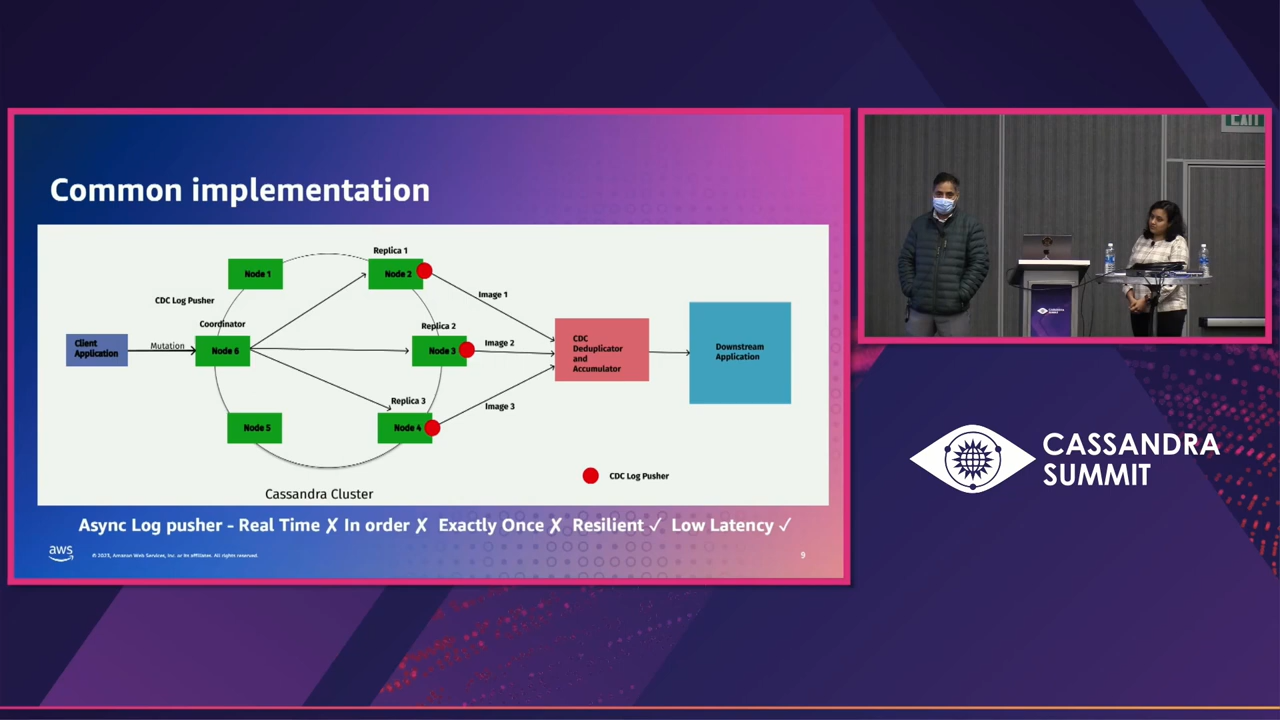 Common implementation
Replica 1
Node 1
Node 2
Image 1
CDC Log Pusher
Coordinator
Replica 2
Client
Application
Mutation
Node 6
Node 3
Image 2
CDC
Deduplicator
and
Accumulator
Downstream
Application
Replica 3
Image 3
Node 5
Node 4
CDC Log Pusher
Cassandra Cluster
Async Log pusher - Real Time ✗ In order ✗ Exactly Once ✗ Resilient ✓ Low Latency ✓
aws
© 2023, Amazon Web Services, Inc. or its affiliates. All rights reserved.
9
EXIT
CASSANDRA
SUMMIT